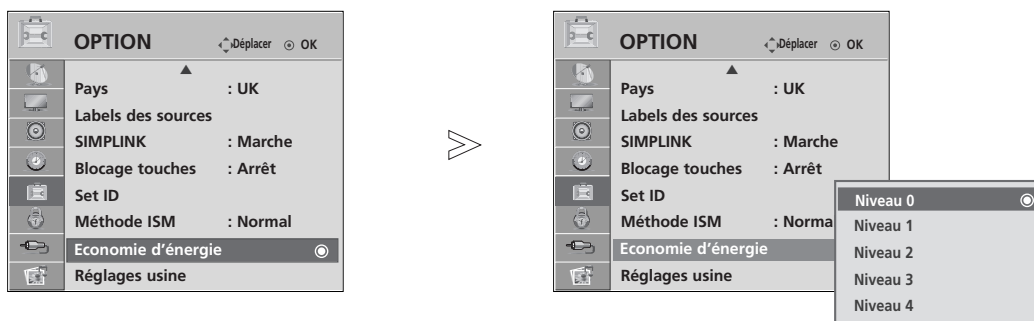 OPTION
Déplacer OK
Pays : UK
Labels des sources
SIMPLINK : Marche
Blocage touches : Arrêt
Set ID
Méthode ISM : Normal
Economie d’énergie
Réglages usine
OPTION
Déplacer OK
Pays : UK
Labels des sources
SIMPLINK : Marche
Blocage touches : Arrêt
Set ID
Méthode ISM : Norma
Economie d’énergie
Réglages usine
Niveau 0
Niveau 1
Niveau 2
Niveau 3
Niveau 4